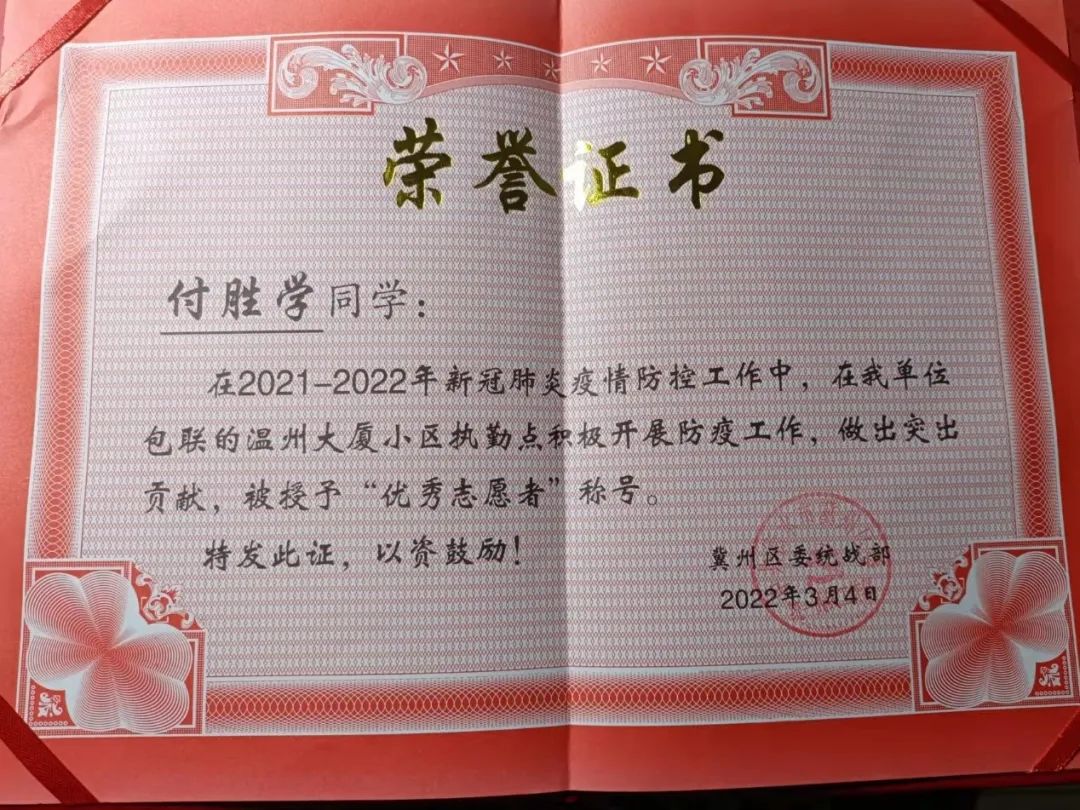 荣誉证书
付胜学同学：
在2021-2022年新冠肺炎疫情防控工作中，在我单位
包联的温州大厦小区执勤点积极开展防疫工作，做出突出
贡献，被授予“优秀志愿者”称号。
特发此证，以资鼓励！
冀州区委统战部
2022年3月4日